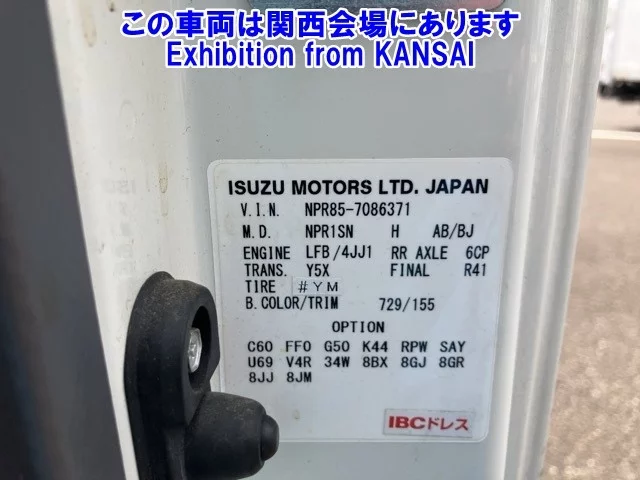 この車両は関西会場にあります
Exhibition from KANSAI
ISUZU MOTORS LTD. JAPAN
V.I.N. NPR85-7086371
M.D. NPR1SN H AB/BJ
ENGINE LFB/4JJ1 RR AXLE 6CP
TRANS. Y5X FINAL R41
TIRE #YM
B.COLOR/TRIM 729/155
OPTION
C60 FF0 G50 K44 RPW SAY
U69 V4R 34W 8BX 8GJ 8GR
8JJ 8JM
IBCドレス